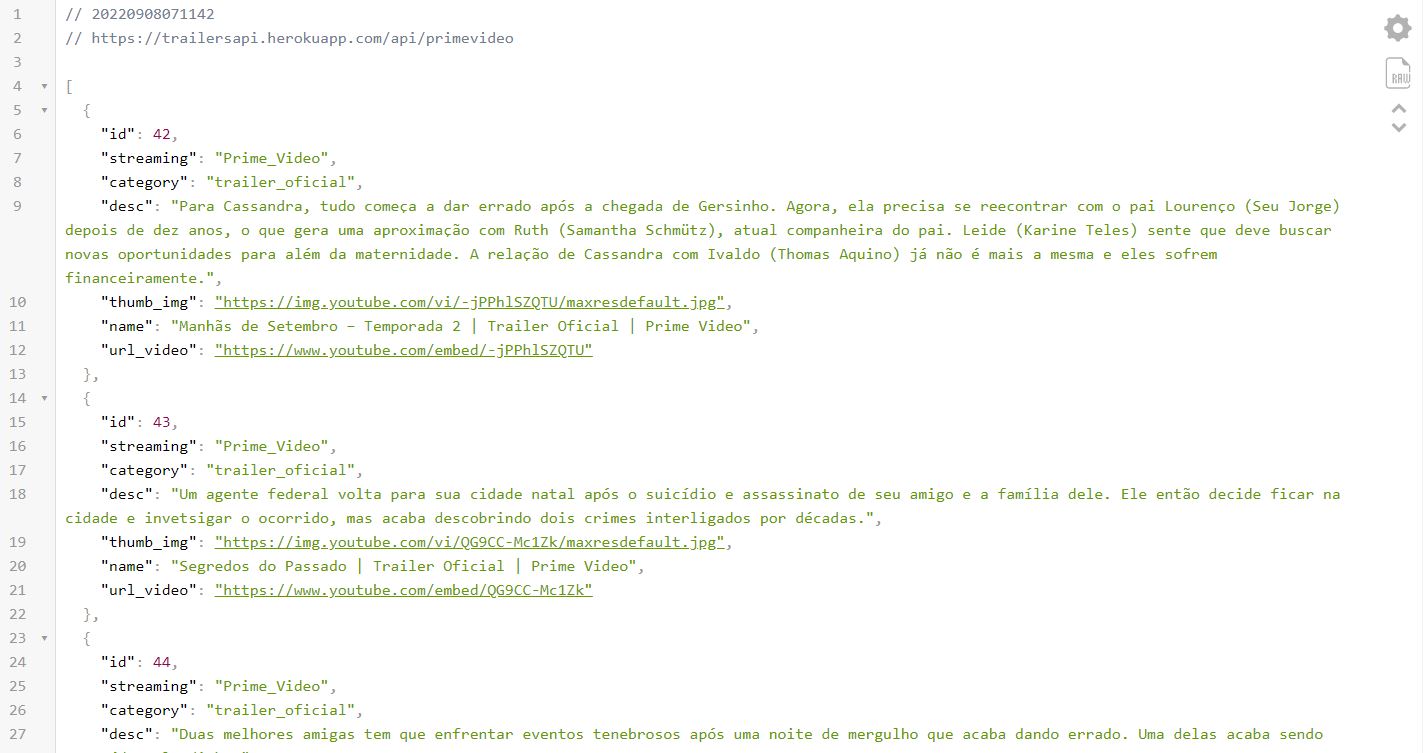 1 // 20220908071142
2 // https://trailersapi.herokuapp.com/api/primevideo
3
4 [
5 {
6 "id": 42,
7 "streaming": "Prime_Video",
8 "category": "trailer_oficial",
9 "desc": "Para Cassandra, tudo começa a dar errado após a chegada de Gersinho. Agora, ela precisa se reecontrar com o pai Lourenço (Seu Jorge)
depois de dez anos, o que gera uma aproximação com Ruth (Samantha Schmütz), atual companheira do pai. Leide (Karine Teles) sente que deve buscar
novas oportunidades para além da maternidade. A relação de Cassandra com Ivaldo (Thomas Aquino) já não é mais a mesma e eles sofrem
financeiramente.",
10 "thumb_img": "https://img.youtube.com/vi/-jPPhlSZQTU/maxresdefault.jpg",
11 "name": "Manhãs de Setembro – Temporada 2 | Trailer Oficial | Prime Video",
12 "url_video": "https://www.youtube.com/embed/-jPPhlSZQTU"
13 },
14 {
15 "id": 43,
16 "streaming": "Prime_Video",
17 "category": "trailer_oficial",
18 "desc": "Um agente federal volta para sua cidade natal após o suicídio e assassinato de seu amigo e a família dele. Ele então decide ficar na
cidade e invetsigar o ocorrido, mas acaba descobrindo dois crimes interligados por décadas.",
19 "thumb_img": "https://img.youtube.com/vi/QG9CC-Mc1Zk/maxresdefault.jpg",
20 "name": "Segredos do Passado | Trailer Oficial | Prime Video",
21 "url_video": "https://www.youtube.com/embed/QG9CC-Mc1Zk"
22 },
23 {
24 "id": 44,
25 "streaming": "Prime_Video",
26 "category": "trailer_oficial",
27 "desc": "Duas melhores amigas tem que enfrentar eventos tenebrosos após uma noite de mergulho que acaba dando errado. Uma delas acaba sendo
RAW